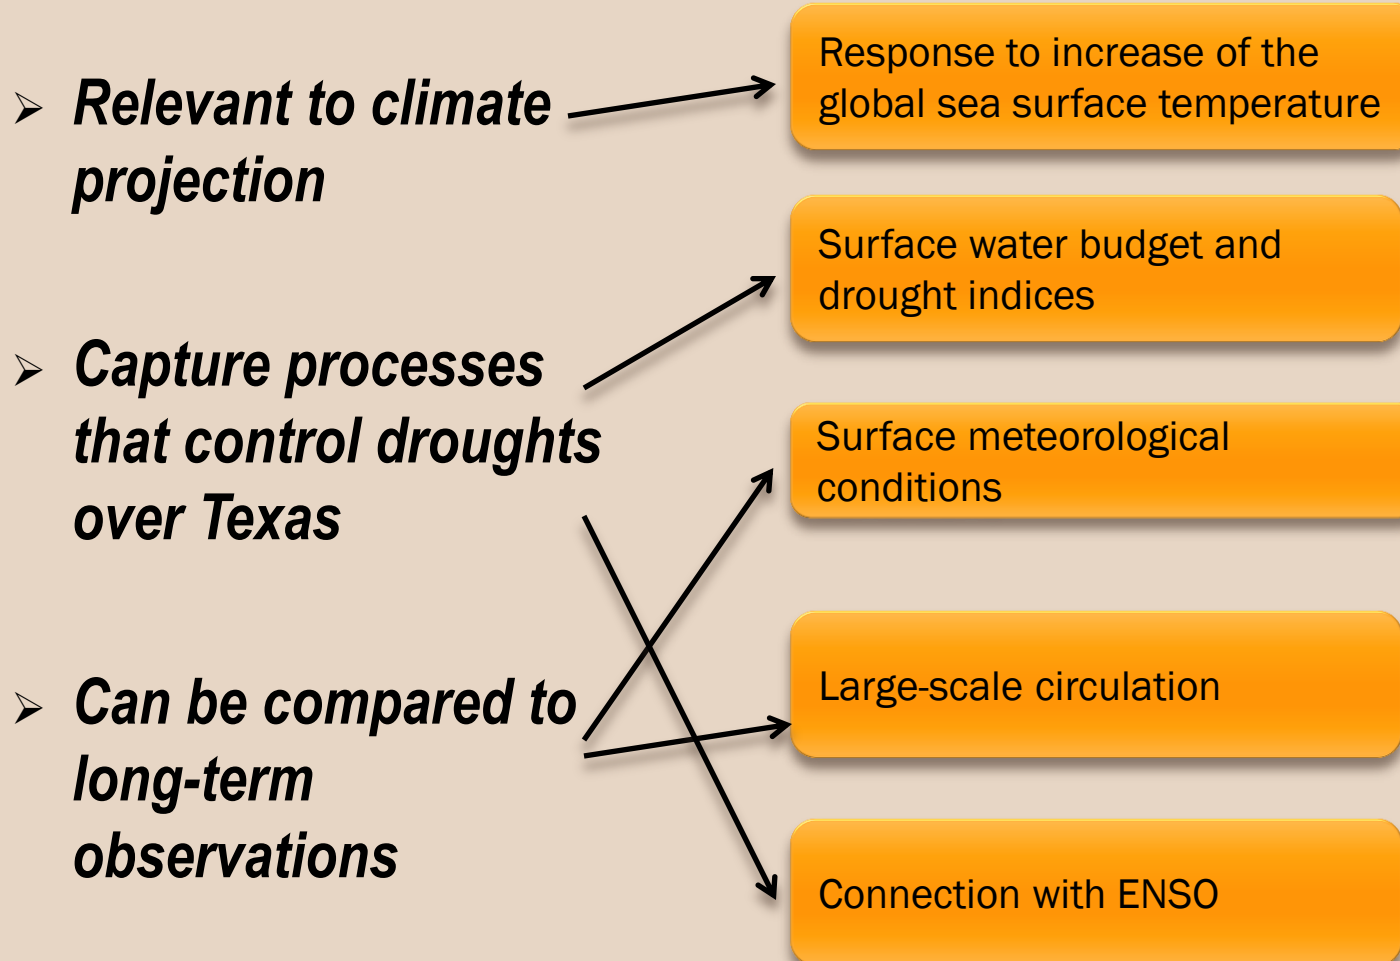 Relevant to climate
projection
Capture processes
that control droughts
over Texas
Can be compared to
long-term
observations
Response to increase of the
global sea surface temperature
Surface water budget and
drought indices
Surface meteorological
conditions
Large-scale circulation
Connection with ENSO